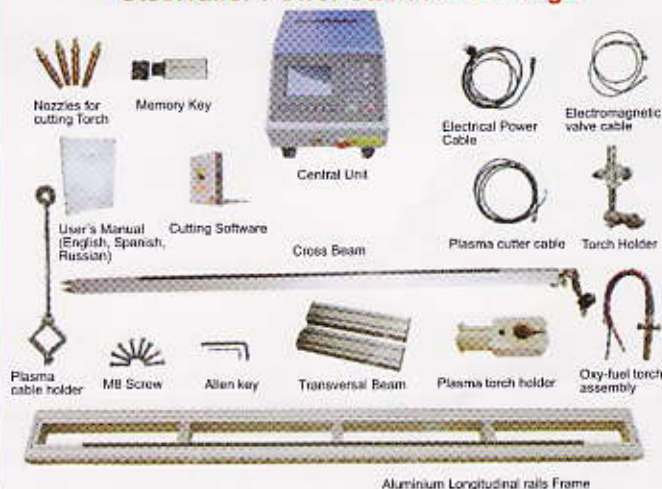 Nozzles for
cutting Torch
Memory Key
Central Unit
Electrical Power
Cable
Electromagnetic
valve cable
User's Manual
(English, Spanish,
Russian)
Cutting Software
Plasma cutter cable
Torch Holder
Cross Beam
Plasma
cable holder
M8 Screw
Allen key
Transversal Beam
Plasma torch holder
Oxy-fuel torch
assembly
Aluminium Longitudinal rails Frame